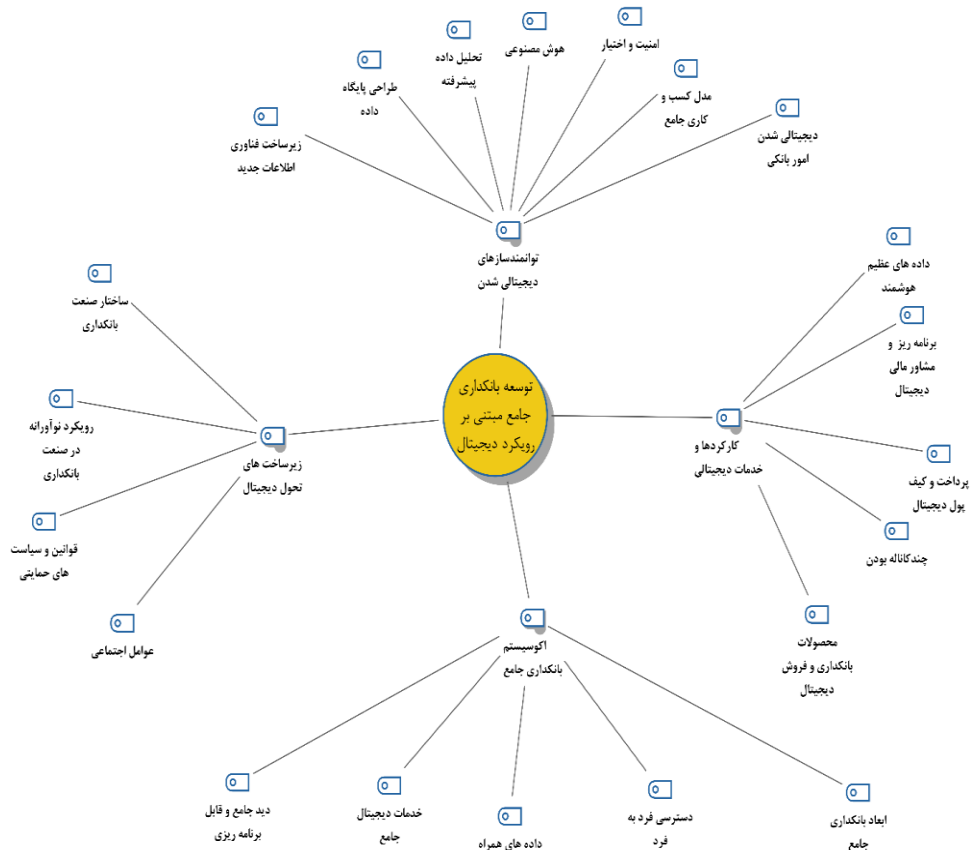 هوش مصنوعی
امنیت و اختیار
تحلیل داده
پیشرفته
طراحی پایگاه
داده
مدل کسب و
کاری جامع
زیرساخت فناوری
اطلاعات جدید
دیجیتالی شدن
امور بانکی
توانمندسازهای
دیجیتالی شدن
داده های عظیم
هوشمند
ساختار صنعت
بانکداری
برنامه ریز و
مشاور مالی
دیجیتال
توسعه بانکداری
جامع مبتنی بر
رویکرد دیجیتال
رویکرد نوآورانه
در صنعت
بانکداری
کارکردها و
خدمات دیجیتالی
زیرساخت های
تحول دیجیتال
پرداخت و کیف
پول دیجیتال
قوانین و سیاست
های حمایتی
چندکاناله بودن
عوامل اجتماعی
محصولات
بانکداری و فروش
دیجیتال
اکوسیستم
بانکداری جامع
دید جامع و قابل
برنامه ریزی
خدمات دیجیتال
جامع
داده های همراه
دسترسی فرد به
فرد
ابعاد بانکداری
جامع